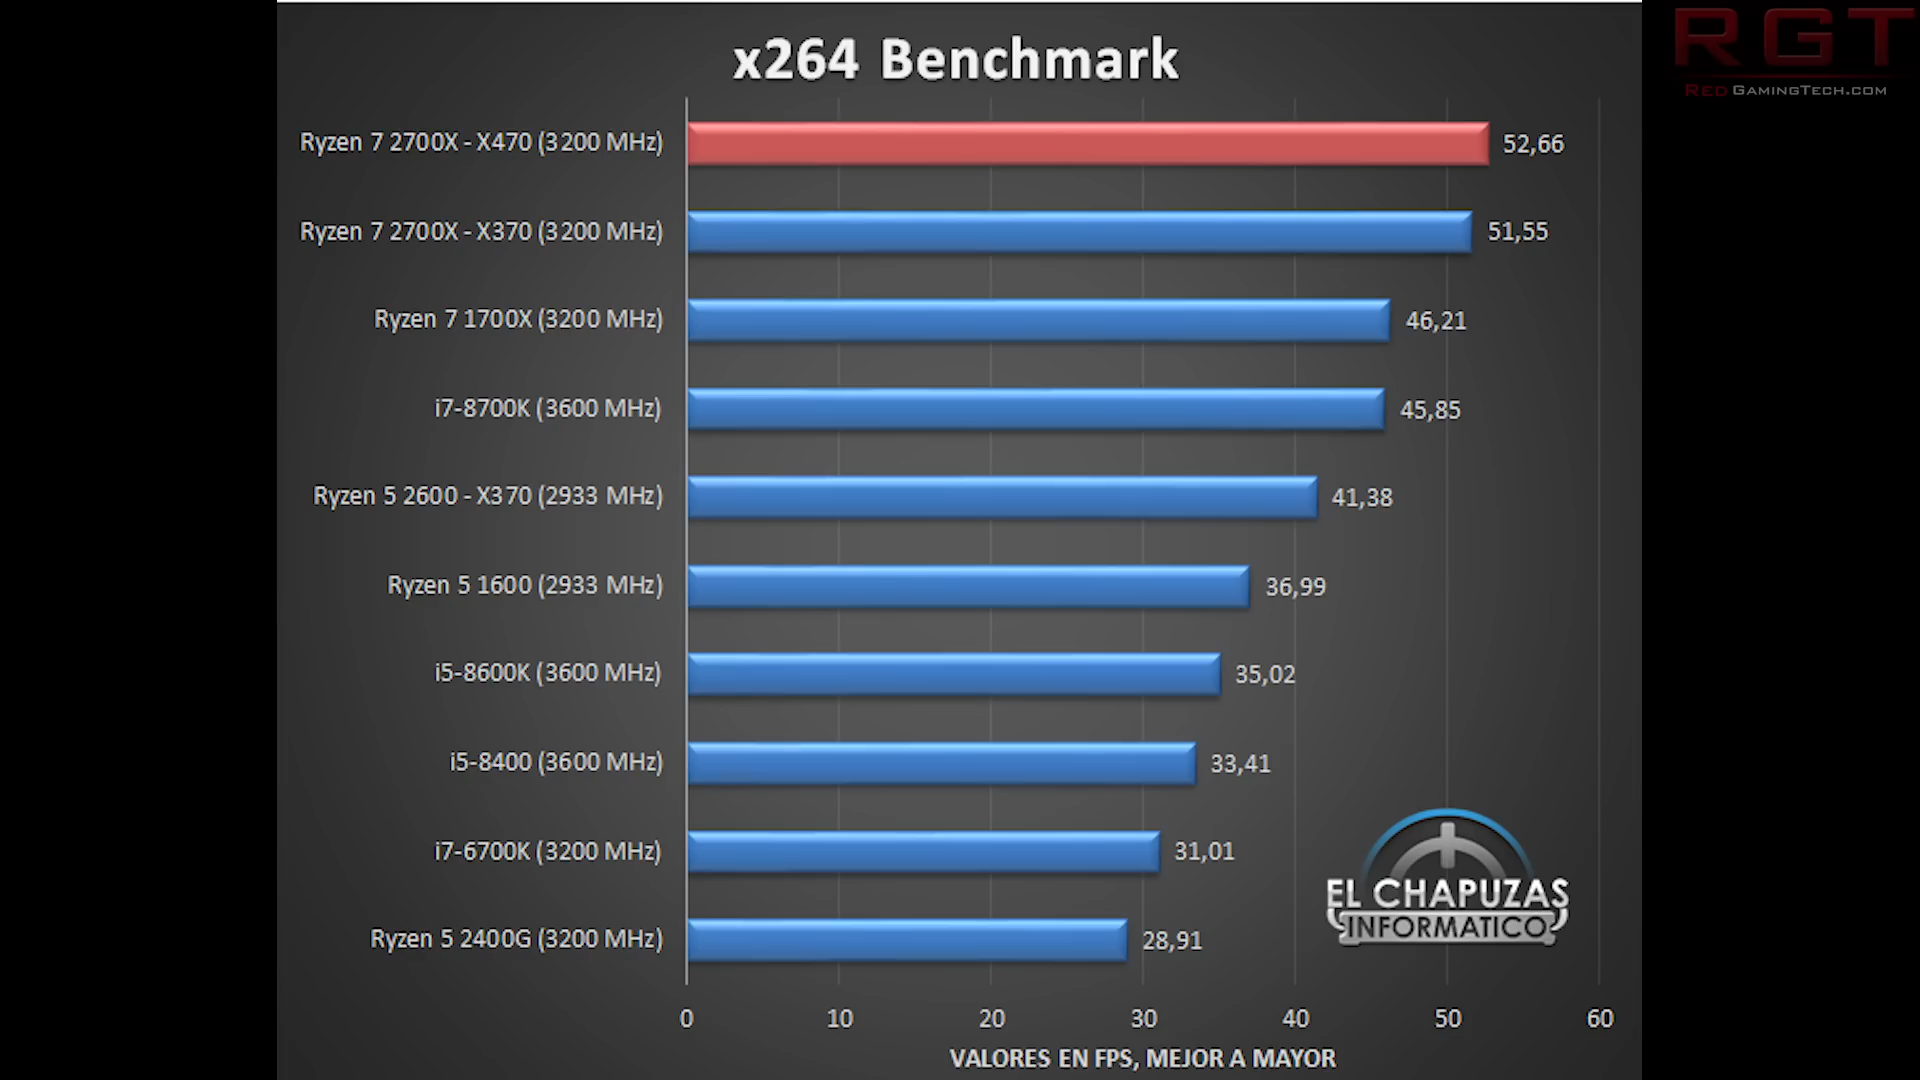 x264 Benchmark
RGT
RedGamingTech.com
Ryzen 7 2700X - X470 (3200 MHz) 52,66
Ryzen 7 2700X - X370 (3200 MHz) 51,55
Ryzen 7 1700X (3200 MHz) 46,21
i7-8700K (3600 MHz) 45,85
Ryzen 5 2600 - X370 (2933 MHz) 41,38
Ryzen 5 1600 (2933 MHz) 36,99
i5-8600K (3600 MHz) 35,02
i5-8400 (3600 MHz) 33,41
i7-6700K (3200 MHz) 31,01
Ryzen 5 2400G (3200 MHz) 28,91
EL CHAPUZAS
INFORMATICO
0 10 20 30 40 50 60
VALORES EN FPS, MEJOR A MAYOR